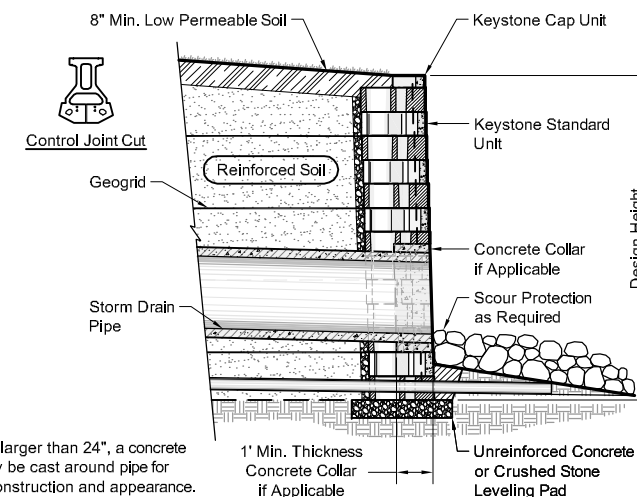 8" Min. Low Permeable Soil
Keystone Cap Unit
Control Joint Cut
Keystone Standard
Unit
Reinforced Soil
Geogrid
Design Height
Concrete Collar
if Applicable
Scour Protection
as Required
Storm Drain
Pipe
larger than 24", a concrete
be cast around pipe for
nstruction and appearance.
1' Min. Thickness
Concrete Collar
if Applicable
Unreinforced Concrete
or Crushed Stone
Leveling Pad